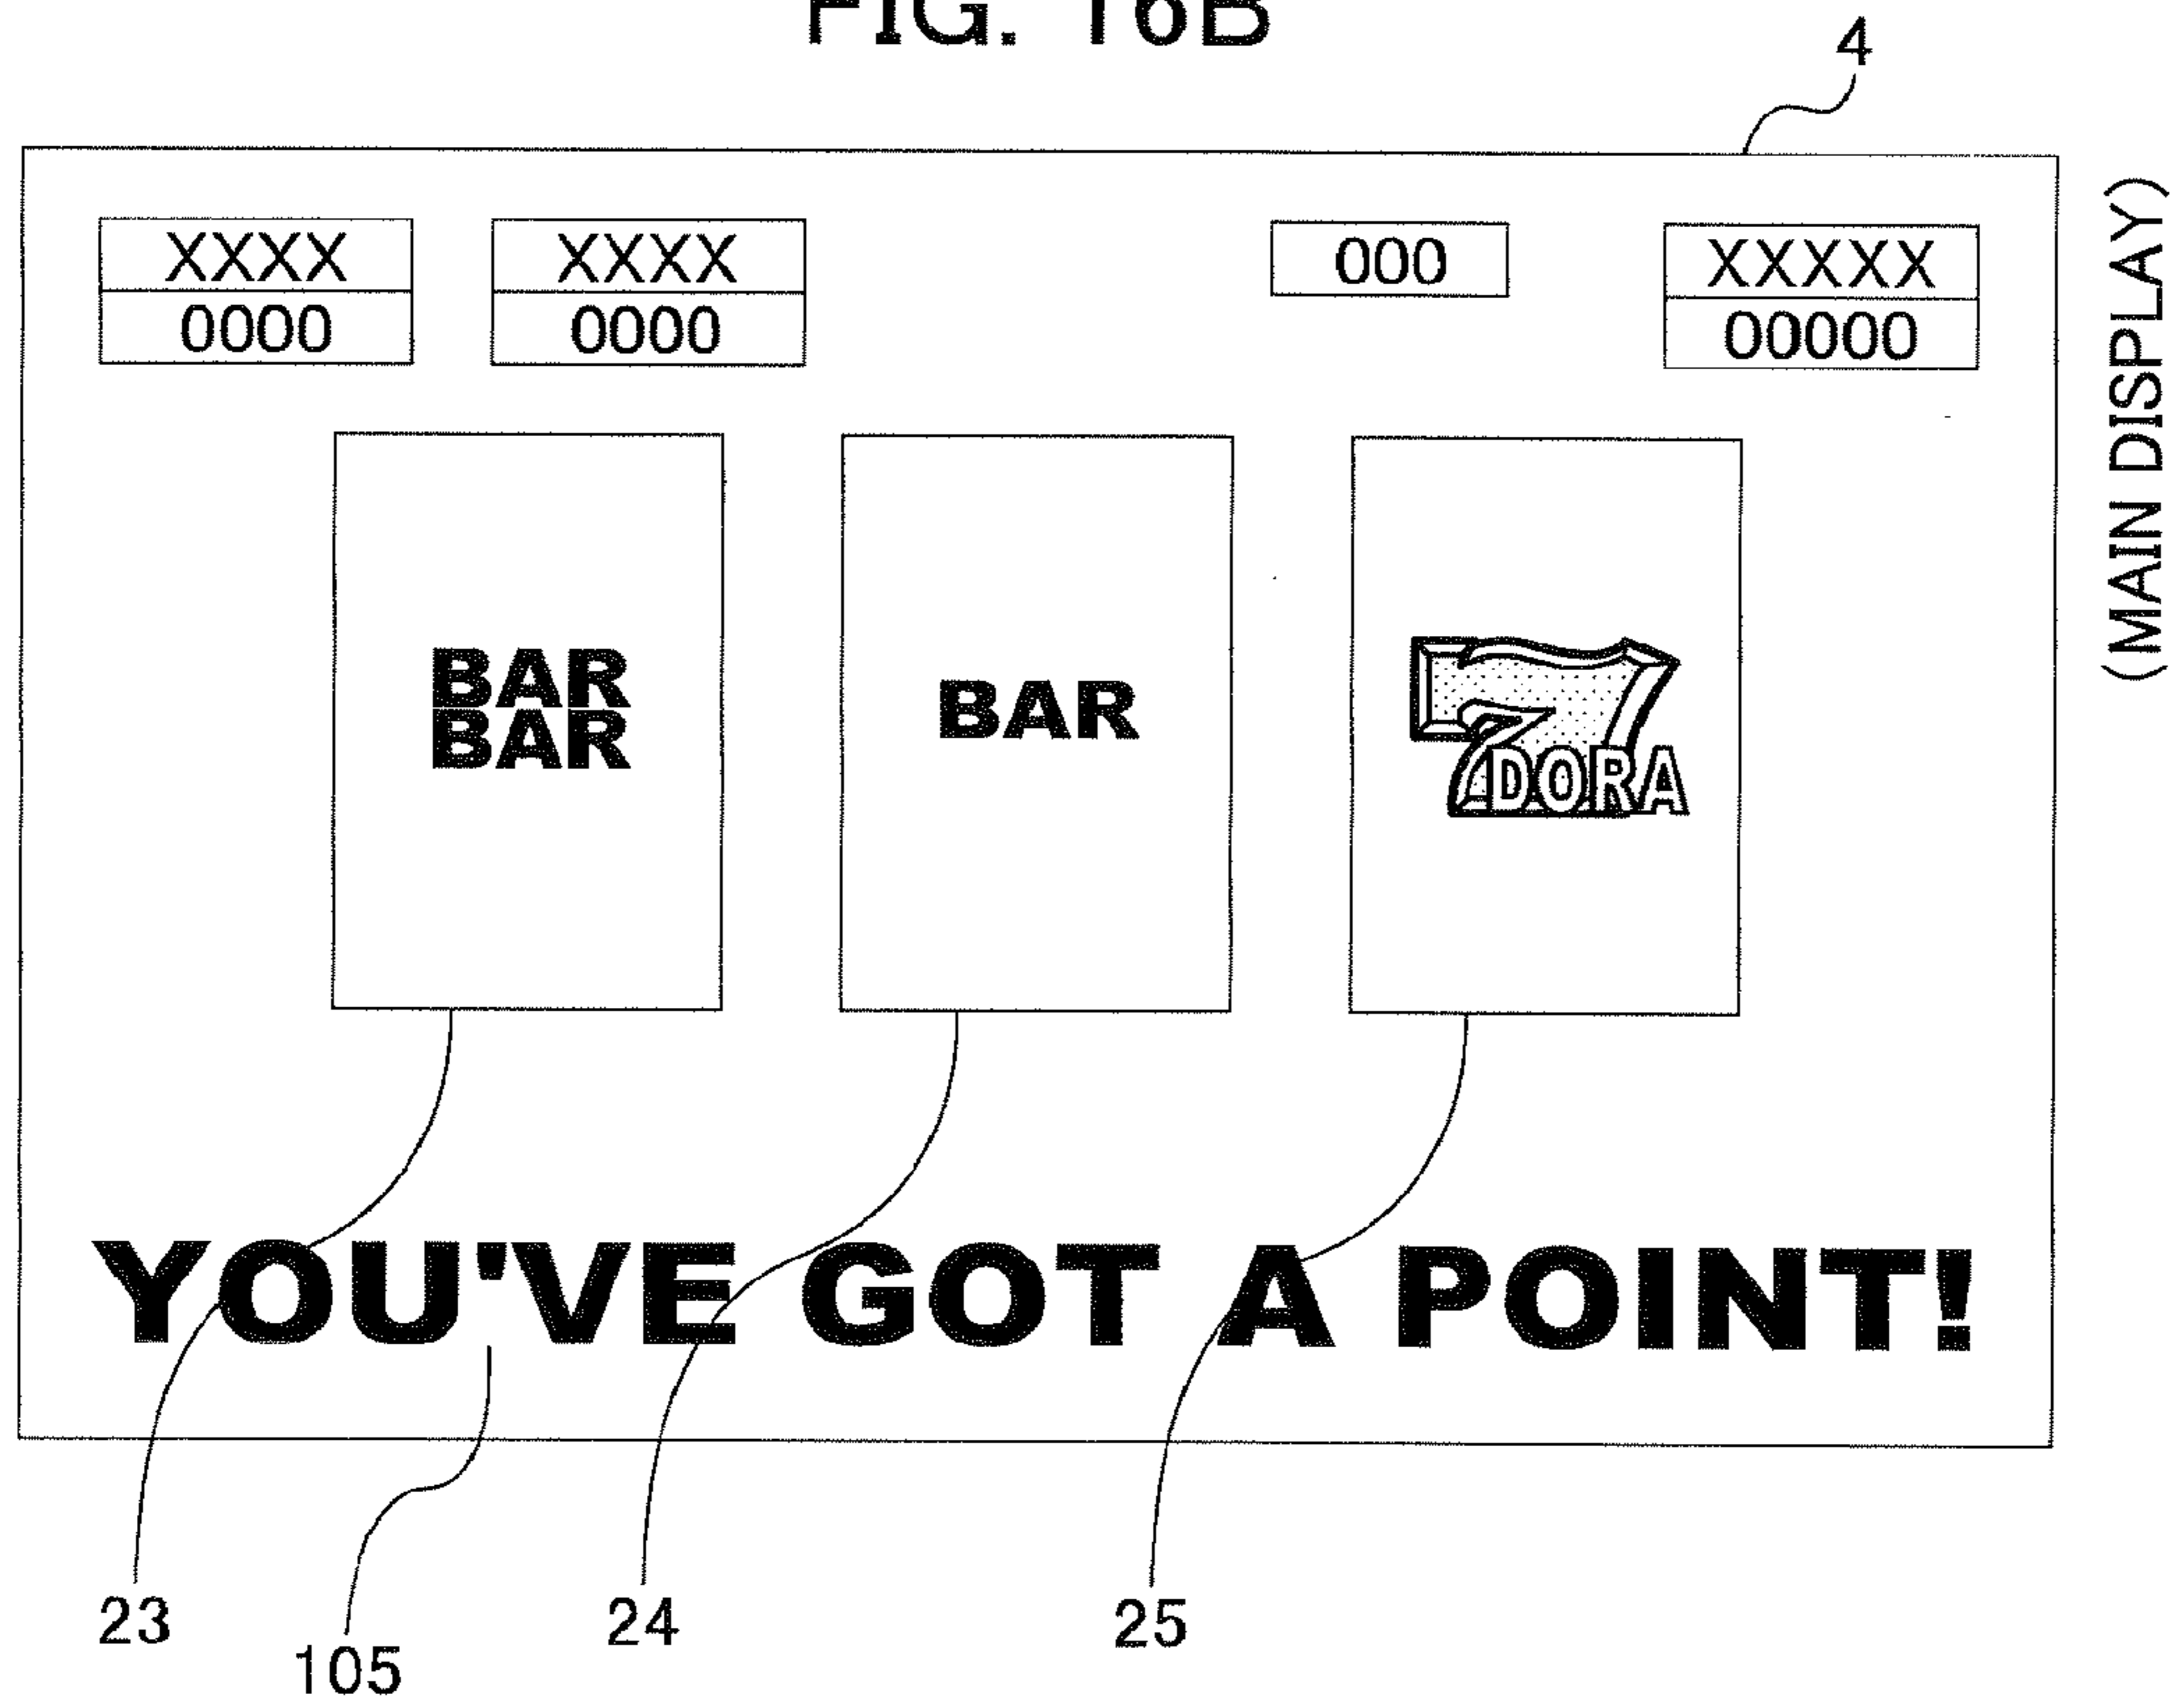 FIG. 16B
4
XXXX
0000
XXXX
0000
000
XXXXX
00000
(MAIN DISPLAY)
BAR
BAR
BAR
7
DORA
YOU'VE GOT A POINT!
23
105
24
25